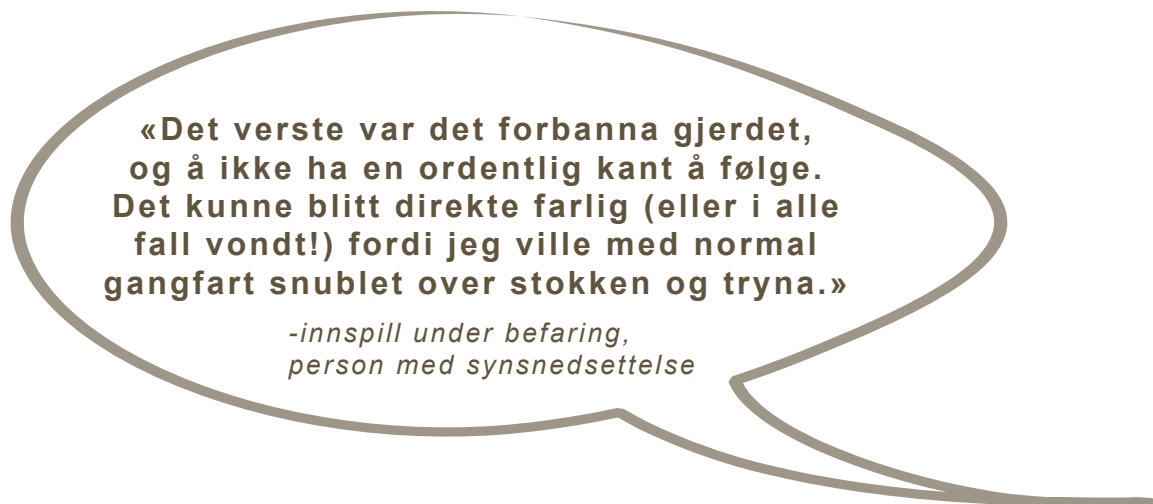 «Det verste var det forbanna gjerdet,
og å ikke ha en ordentlig kant å følge.
Det kunne blitt direkte farlig (eller i alle
fall vondt!) fordi jeg ville med normal
gangfart snublet over stokken og tryna.»
-innspill under befaring,
person med synsnedsettelse